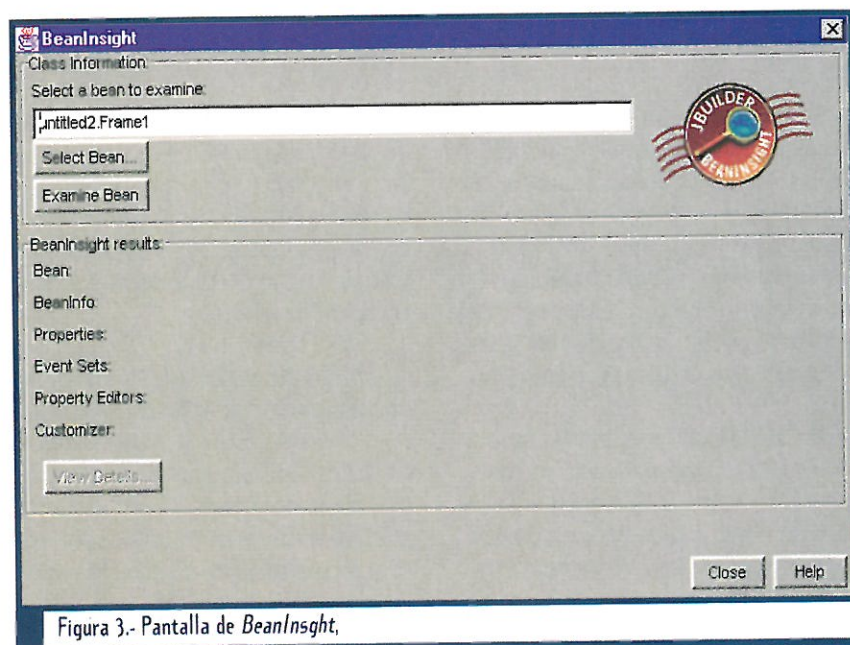 BeanInsight
Class Information
Select a bean to examine:
untitled2.Frame1
Select Bean...
Examine Bean
JBUILDER
BEANINSIGHT
BeanInsight results:
Bean:
BeanInfo
Properties:
Event Sets:
Property Editors:
Customizer:
View Details...
Close
Help
Figura 3.- Pantalla de BeanInsght,